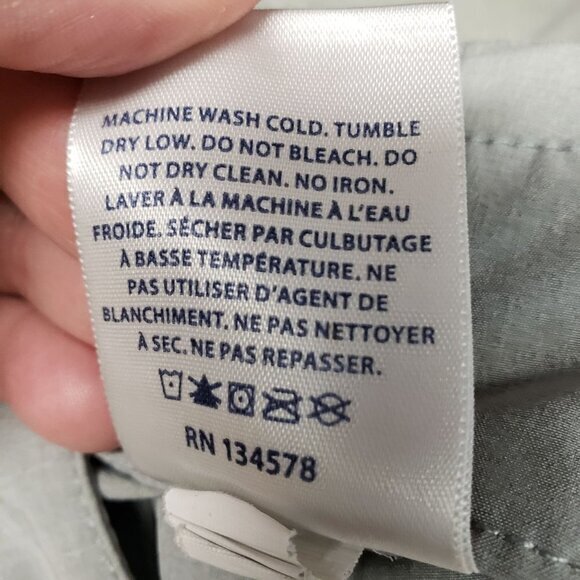 MACHINE WASH COLD. TUMBLE
DRY LOW. DO NOT BLEACH. DO
NOT DRY CLEAN. NO IRON.
LAVER À LA MACHINE À L'EAU
FROIDE. SÉCHER PAR CULBUTAGE
À BASSE TEMPÉRATURE. NE
PAS UTILISER D'AGENT DE
BLANCHIMENT. NE PAS NETTOYER
À SEC. NE PAS REPASSER.
RN 134578